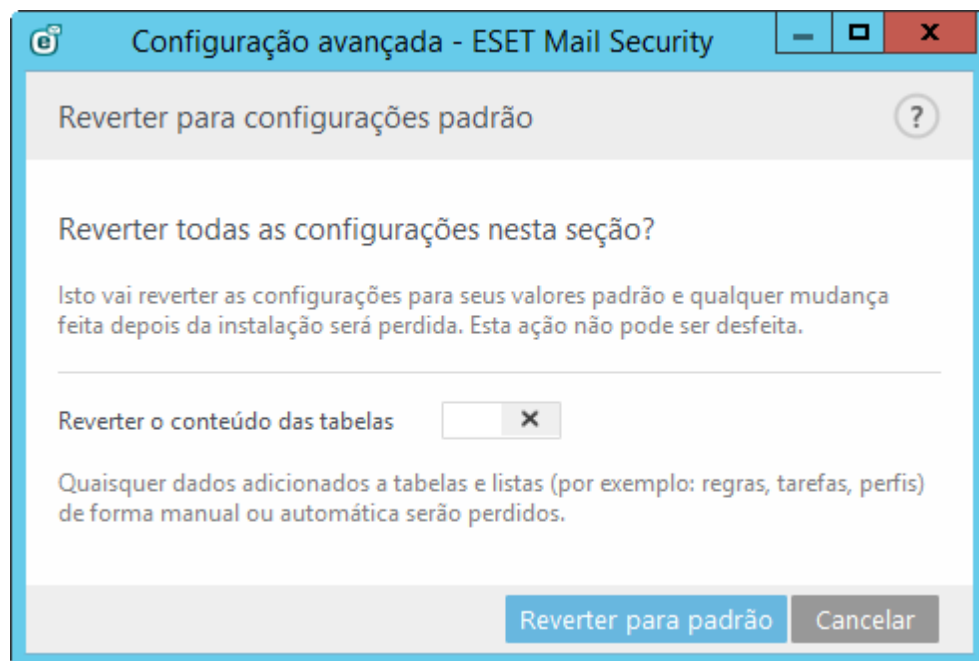 Configuração avançada - ESET Mail Security
Reverter para configurações padrão
?
Reverter todas as configurações nesta seção?
Isto vai reverter as configurações para seus valores padrão e qualquer mudança
feita depois da instalação será perdida. Esta ação não pode ser desfeita.
Reverter o conteúdo das tabelas
Quaisquer dados adicionados a tabelas e listas (por exemplo: regras, tarefas, perfis)
de forma manual ou automática serão perdidos.
Reverter para padrão Cancelar